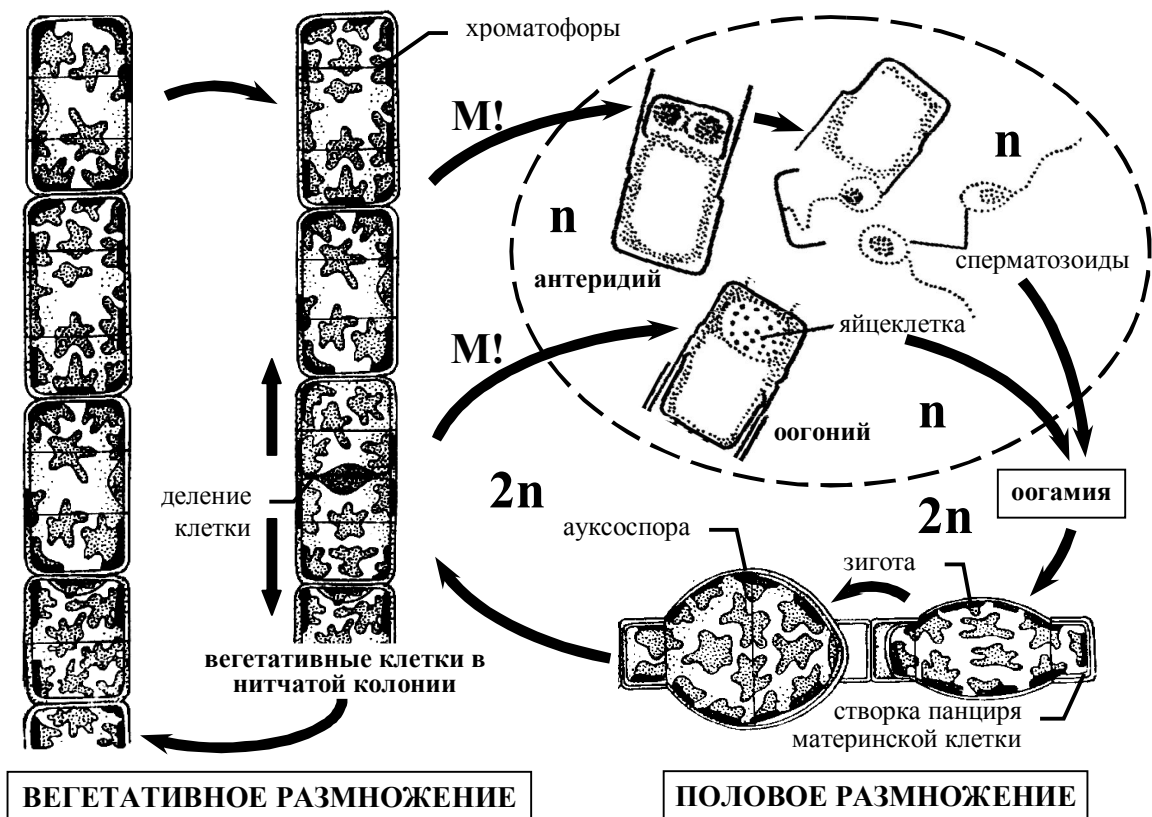 хроматофоры
М!
n
n
сперматозоиды
антеридий
М!
яйцеклетка
n
оогоний
2n
оогамия
деление
клетки
2n
ауксоспора
зигота
вегетативные клетки в
нитчатой колонии
створка панциря
материнской клетки
ВЕГЕТАТИВНОЕ РАЗМНОЖЕНИЕ
ПОЛОВОЕ РАЗМНОЖЕНИЕ